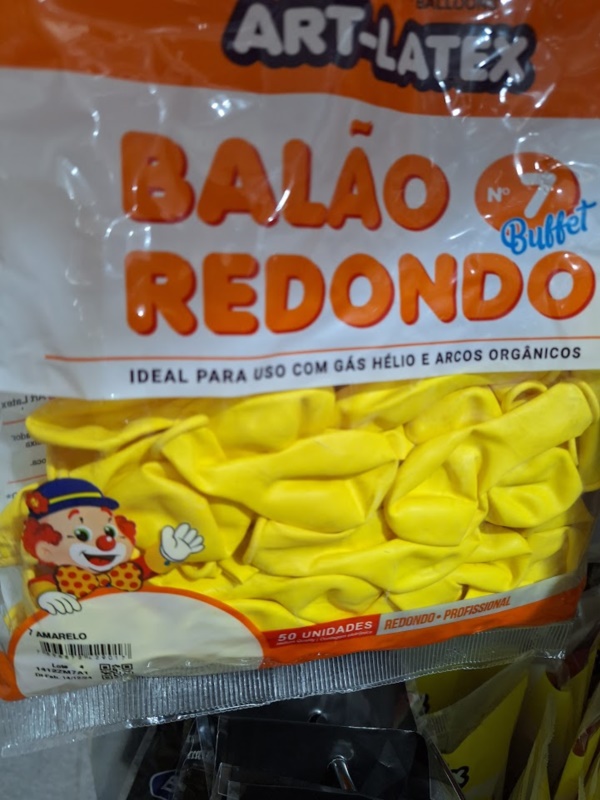 BALLOONS
ART-LATEX
BALÃO
Nº 7
Buffet
REDONDO
IDEAL PARA USO COM GÁS HÉLIO E ARCOS ORGÂNICOS
7 AMARELO
50 UNIDADES
REDONDO - PROFISSIONAL